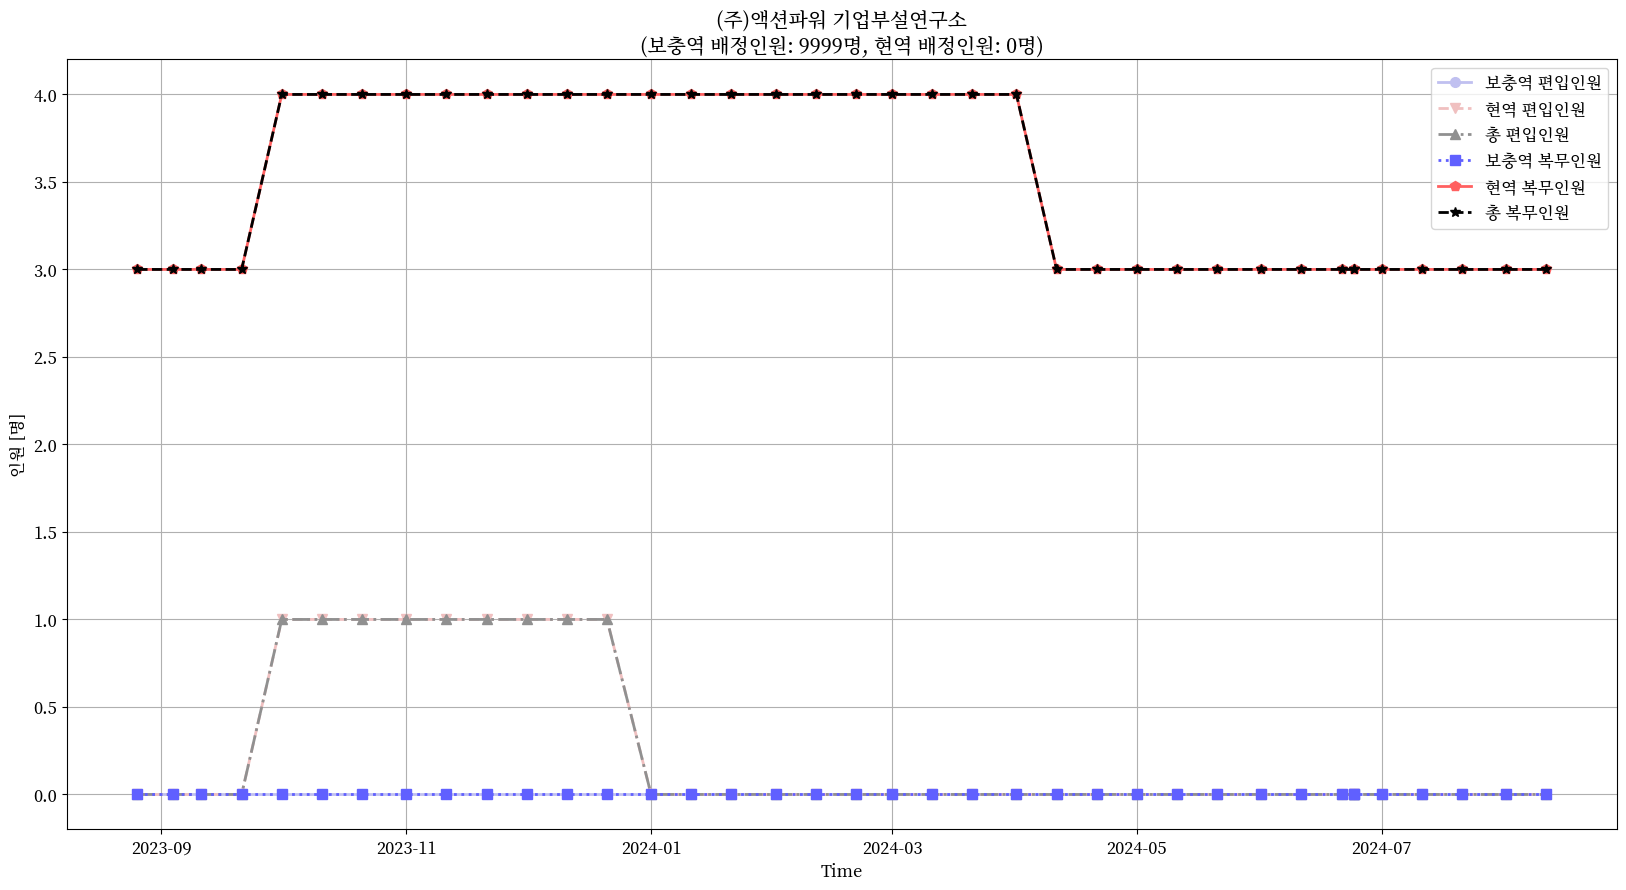 (주)액션파워 기업부설연구소
(보충역 배정인원: 9999명, 현역 배정인원: 0명)
보충역 편입인원
현역 편입인원
총 편입인원
보충역 복무인원
현역 복무인원
총 복무인원
인원 [명]
4.0
3.5
3.0
2.5
2.0
1.5
1.0
0.5
0.0
2023-09
2023-11
2024-01
2024-03
2024-05
2024-07
Time